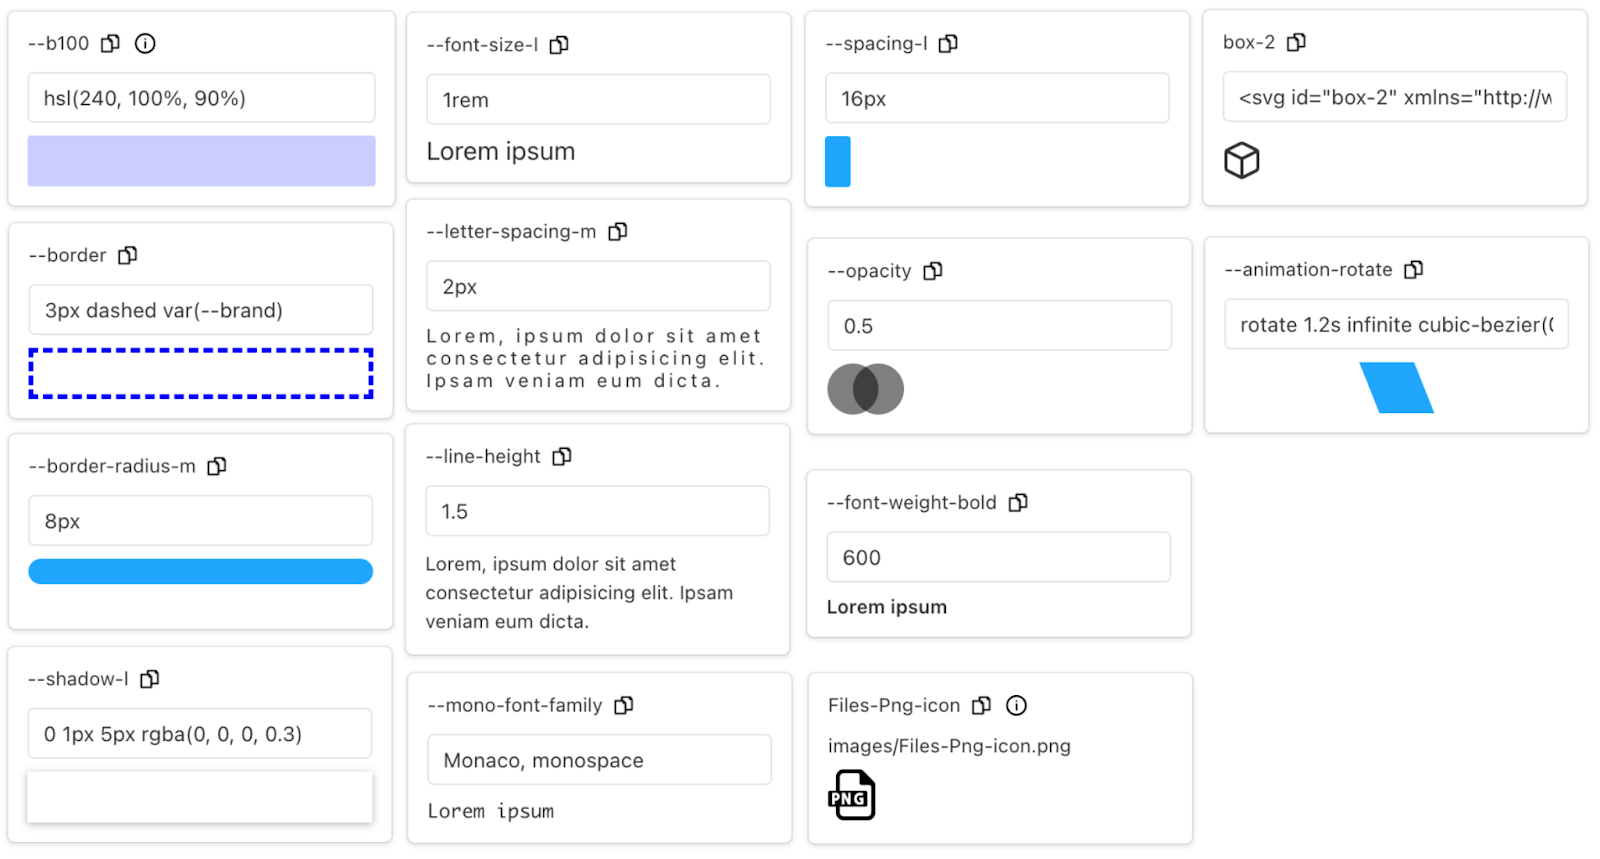 --b100
hsl(240, 100%, 90%)
--border
3px dashed var(--brand)
--border-radius-m
8px
--shadow-l
0 1px 5px rgba(0, 0, 0, 0.3)
--font-size-l
1rem
Lorem ipsum
--letter-spacing-m
2px
Lorem, ipsum dolor sit amet
consectetur adipisicing elit.
Ipsam veniam eum dicta.
--line-height
1.5
Lorem, ipsum dolor sit amet
consectetur adipisicing elit. Ipsam
veniam eum dicta.
--mono-font-family
Monaco, monospace
Lorem ipsum
--spacing-l
16px
--opacity
0.5
--font-weight-bold
600
Lorem ipsum
Files-Png-icon
images/Files-Png-icon.png
PNG
box-2
<svg id="box-2" xmlns="http://w
--animation-rotate
rotate 1.2s infinite cubic-bezier(